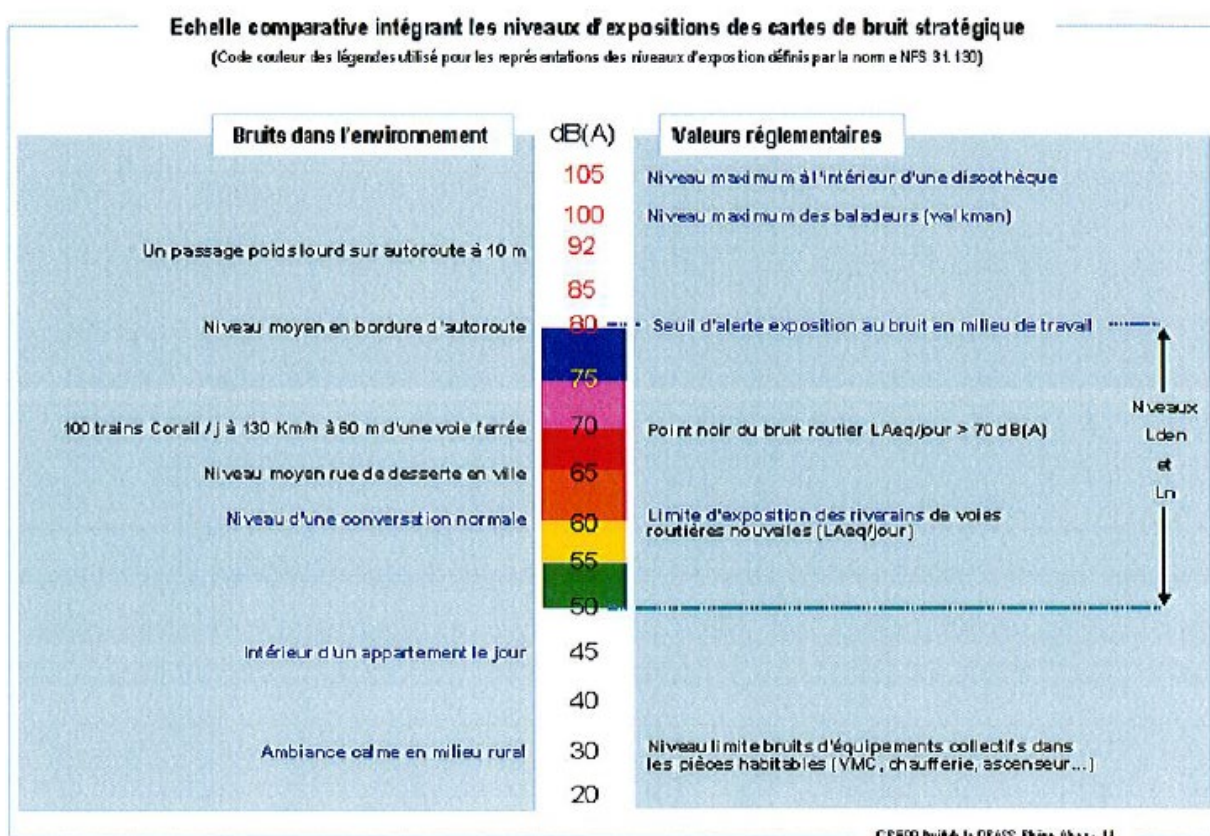 Echelle comparative intégrant les niveaux d'expositions des cartes de bruit stratégique
(Code couleur des légendes utilisé pour les représentations des niveaux d'exposition définis par la norme NFS 31.130)
Bruits dans l'environnement
dB(A)
Valeurs réglementaires
105 Niveau maximum à l'intérieur d'une discothèque
100 Niveau maximum des baladeurs (walkman)
Un passage poids lourd sur autoroute à 10 m 92
85
Niveau moyen en bordure d'autoroute 80 Seuil d'alerte exposition au bruit en milieu de travail
75
Niveaux
Lden
et
Ln
100 trains Corail / j à 130 Km/h à 60 m d'une voie ferrée 70 Point noir du bruit routier LAeq/jour > 70 dB(A)
Niveau moyen rue de desserte en ville 65
Niveau d'une conversation normale 60 Limite d'exposition des riverains de voies
routières nouvelles (LAeq/jour)
55
50
Intérieur d'un appartement le jour 45
40
Ambiance calme en milieu rural 30 Niveau limite bruits d'équipements collectifs dans
les pièces habitables (VMC, chaufferie, ascenseur...)
20